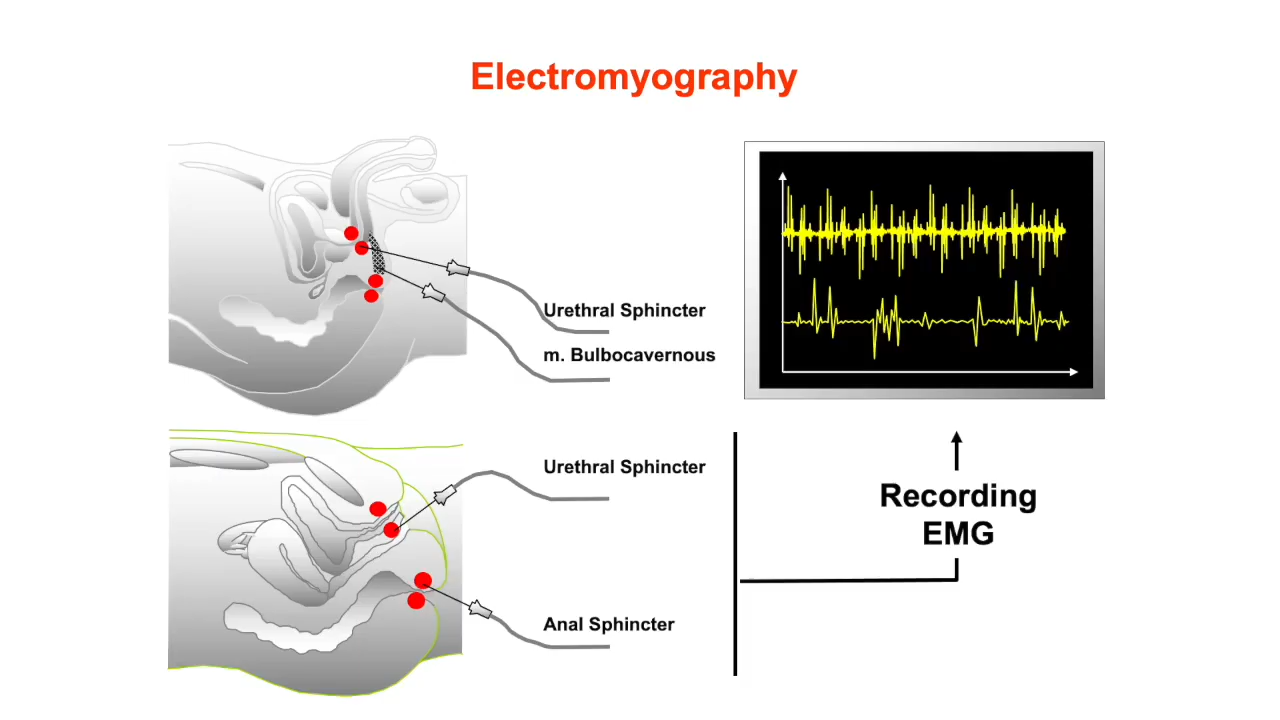 Electromyography
Urethral Sphincter
m. Bulbocavernous
Urethral Sphincter
Anal Sphincter
Recording
EMG